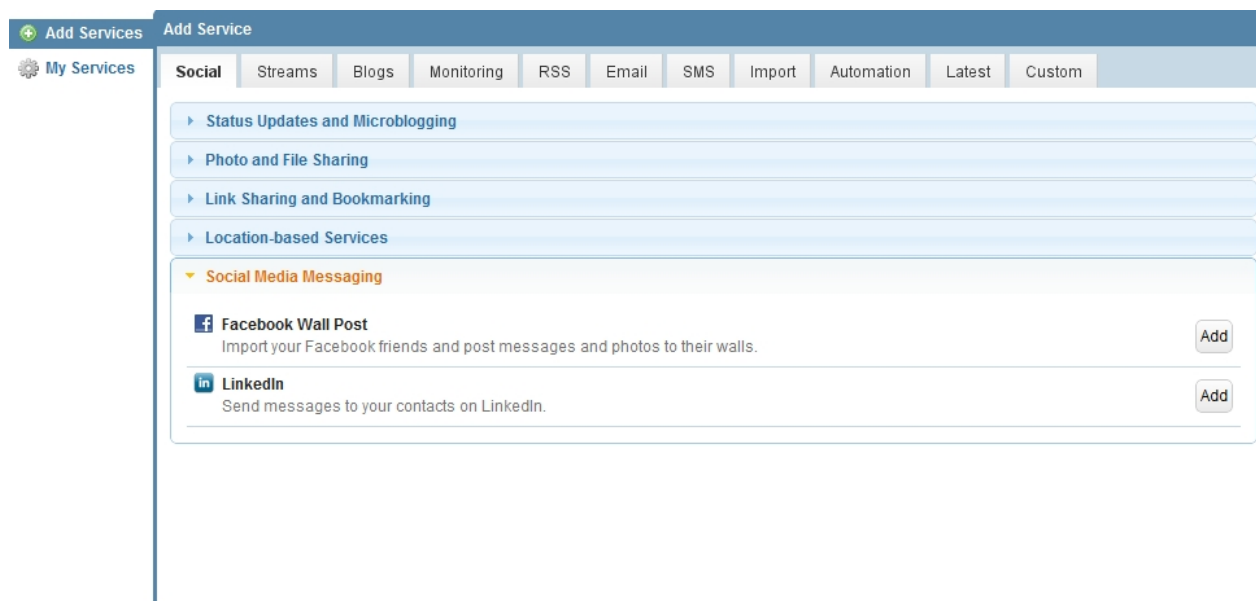 Add Services
My Services
Add Service
Social Streams Blogs Monitoring RSS Email SMS Import Automation Latest Custom
Status Updates and Microblogging
Photo and File Sharing
Link Sharing and Bookmarking
Location-based Services
Social Media Messaging
f Facebook Wall Post
Import your Facebook friends and post messages and photos to their walls.
Add
in LinkedIn
Send messages to your contacts on LinkedIn.
Add